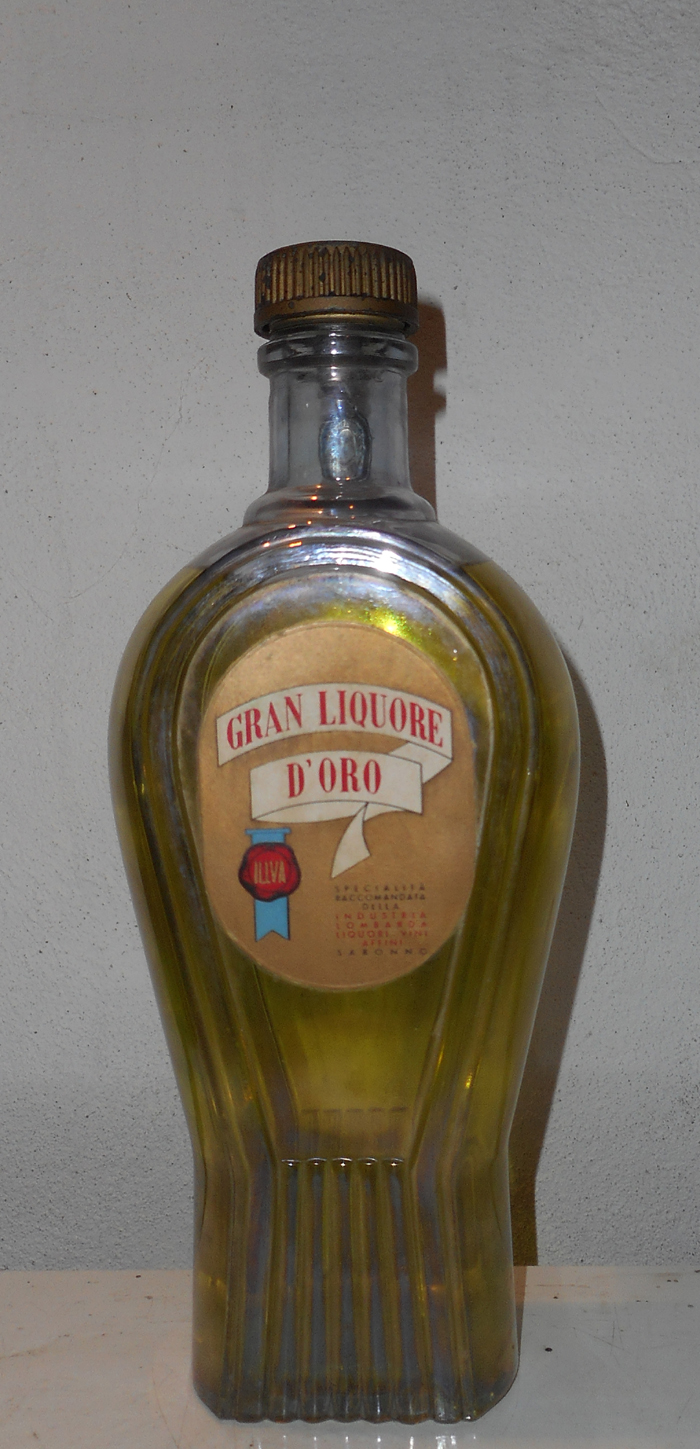 GRAN LIQUORE
D'ORO
ILLVA
SPECIALITÀ
RACCOMANDATA
DELLA
INDUSTRIA
LOMBARDA
LIQUORI VINI
AFFINI
SARONNO